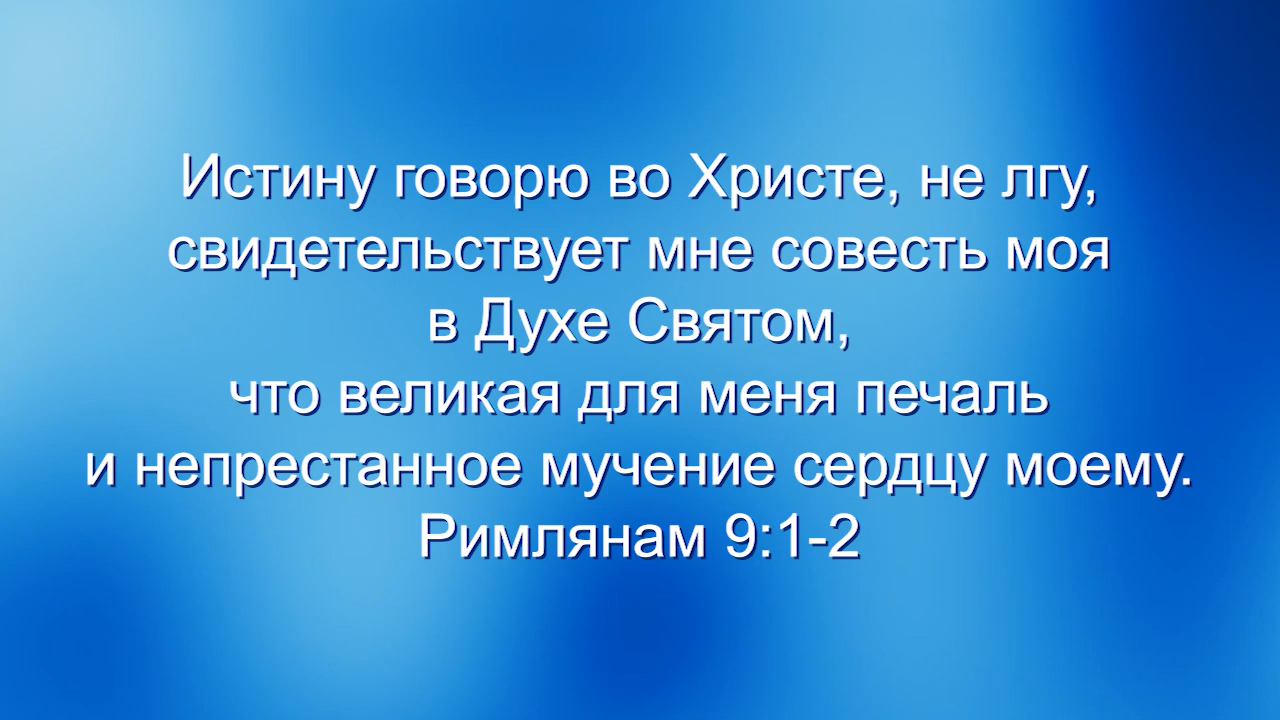 Истину говорю во Христе, не лгу,
свидетельствует мне совесть моя
в Духе Святом,
что великая для меня печаль
и непрестанное мучение сердцу моему.
Римлянам 9:1-2